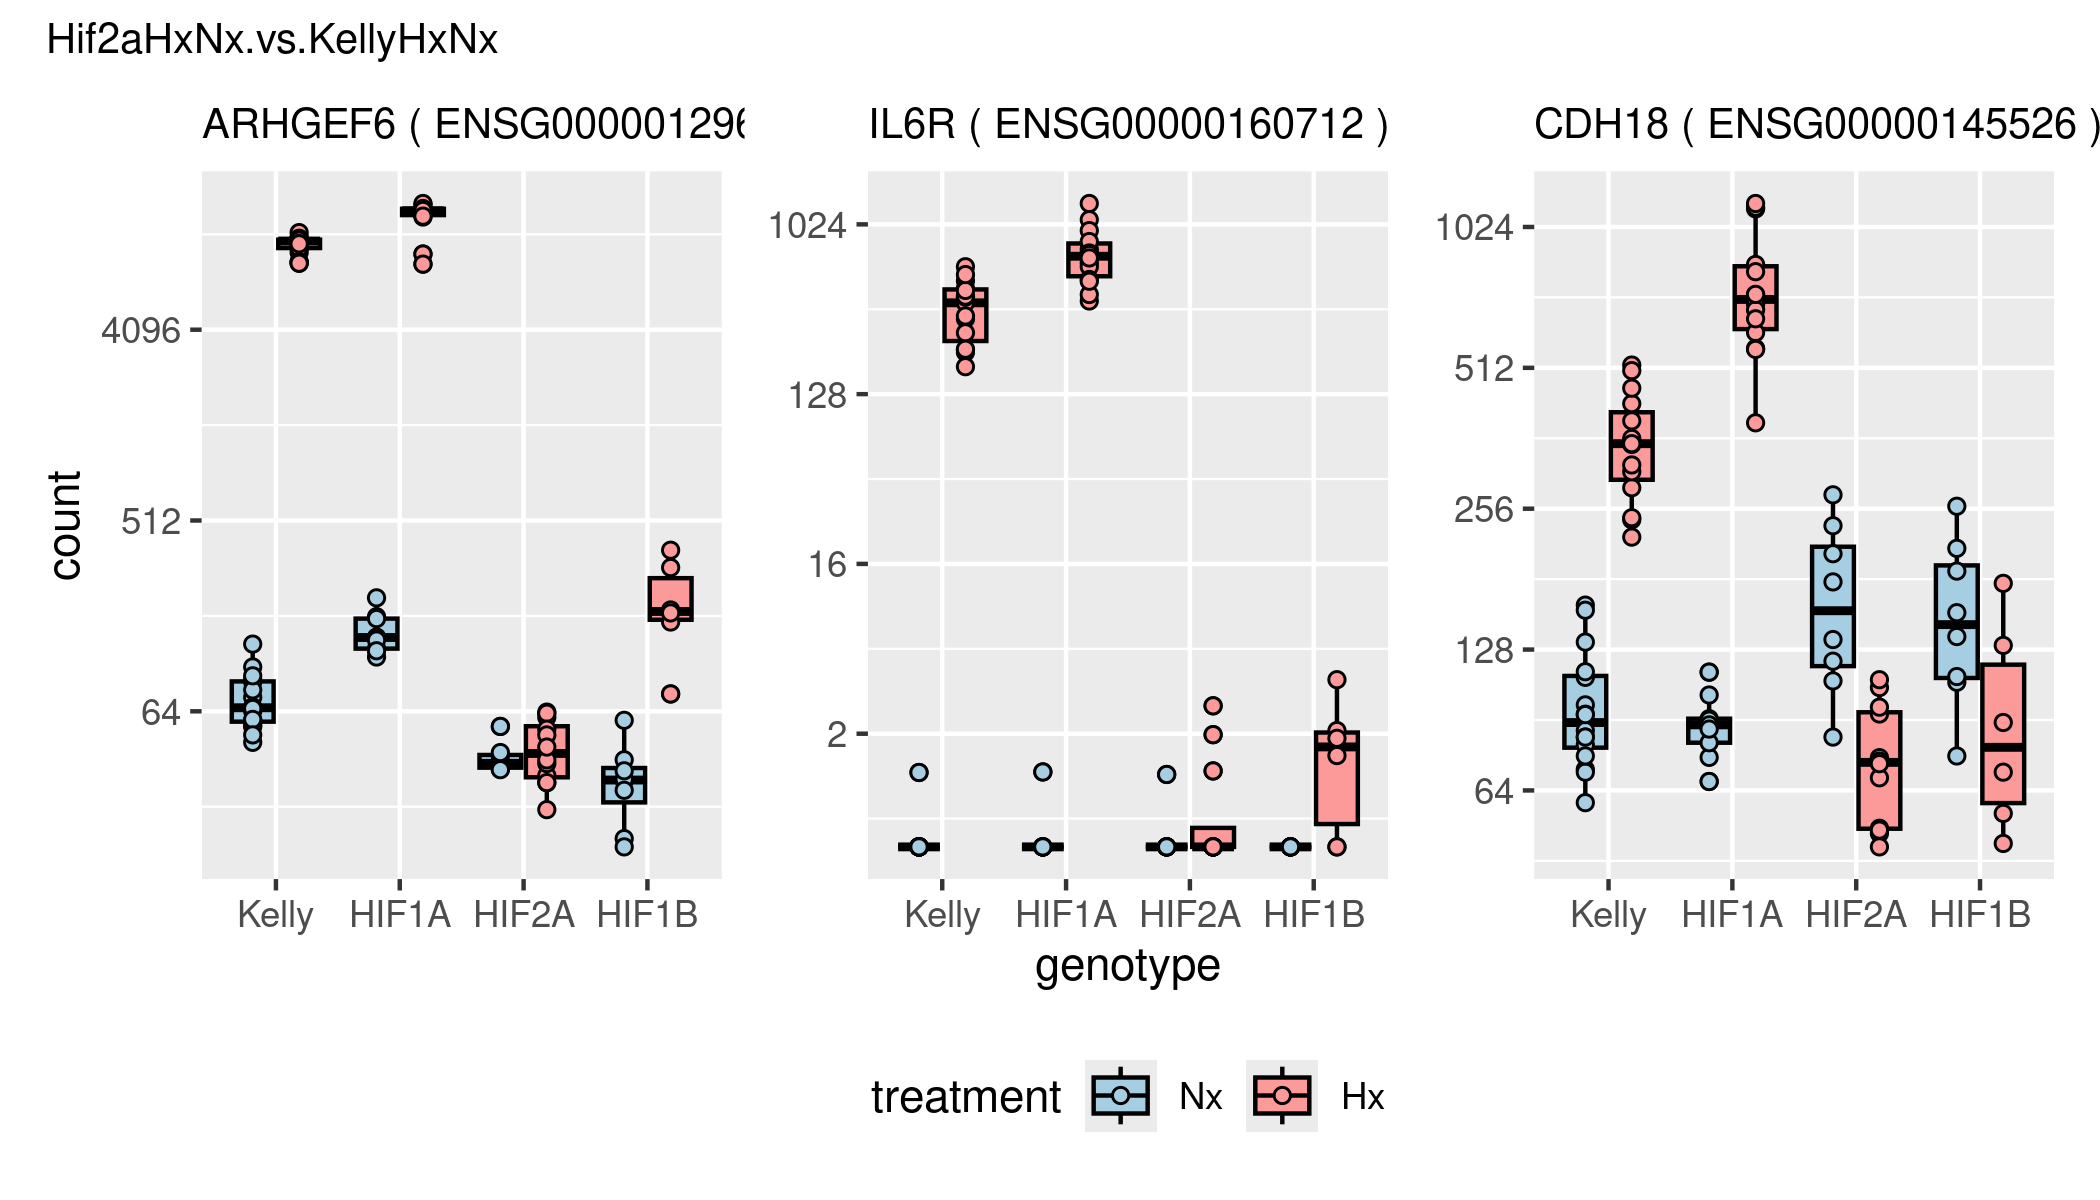 Hif2aHxNx.vs.KellyHxNx
ARHGEF6 ( ENSG00000129
IL6R ( ENSG00000160712 )
CDH18 ( ENSG00000145526 )
4096
512
64
1024
128
16
2
1024
512
256
128
64
count
Kelly HIF1A HIF2A HIF1B
Kelly HIF1A HIF2A HIF1B
Kelly HIF1A HIF2A HIF1B
genotype
treatment Nx Hx